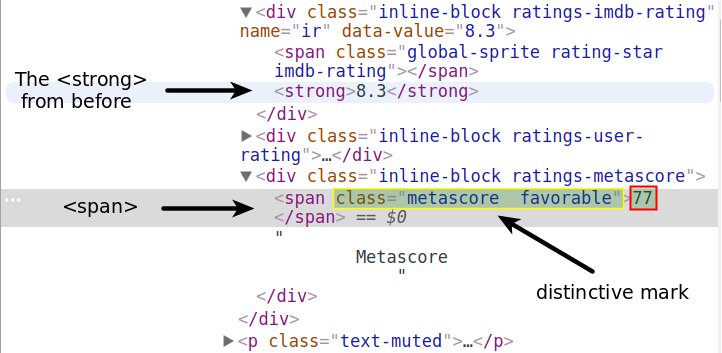 ▼<div class="inline-block ratings-imdb-rating"
name="ir" data-value="8.3">
<span class="global-sprite rating-star
imdb-rating"></span>
The <strong>
from before
<strong>8.3</strong>
</div>
▶<div class="inline-block ratings-user-
rating">…</div>
▼<div class="inline-block ratings-metascore">
… <span> <span class="metascore  favorable">77
</span> == $0
"
Metascore
"
distinctive mark
</div>
</div>
▶<p class="text-muted">…</p>